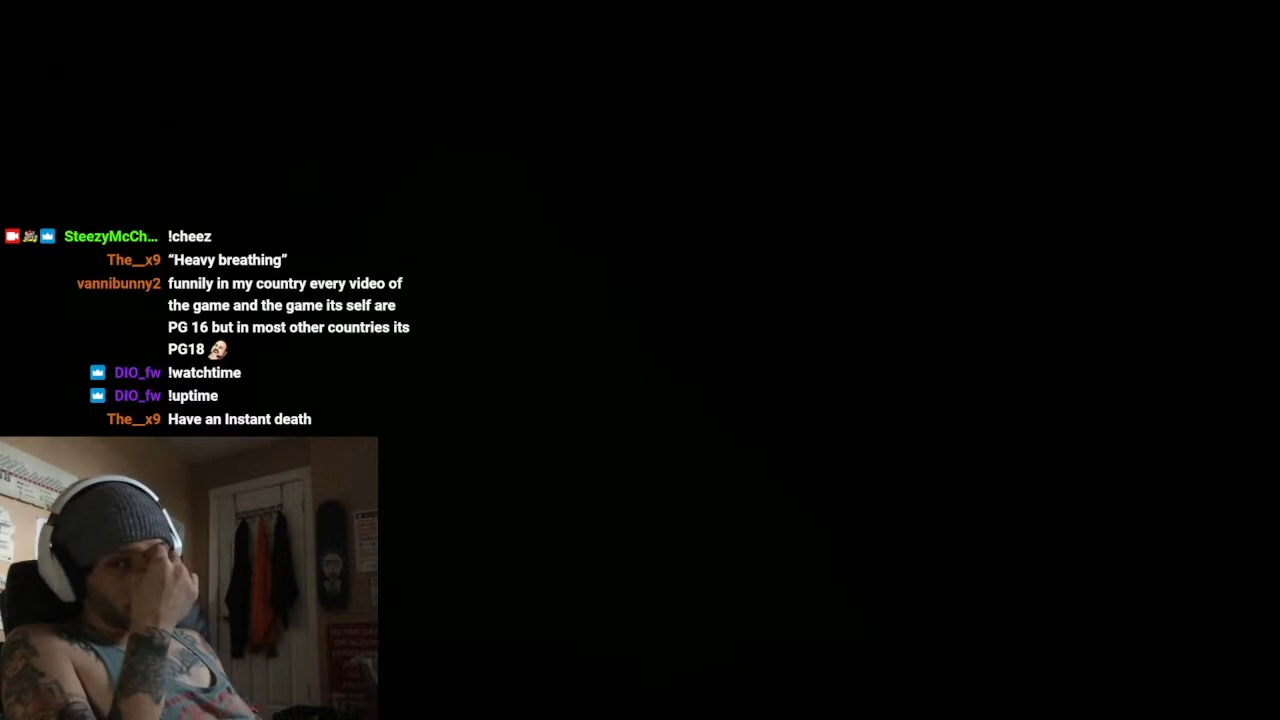 SteezyMcCh... !cheez
The__x9 “Heavy breathing”
vannibunny2 funnily in my country every video of
the game and the game its self are
PG 16 but in most other countries its
PG18
DIO_fw !watchtime
DIO_fw !uptime
The__x9 Have an Instant death